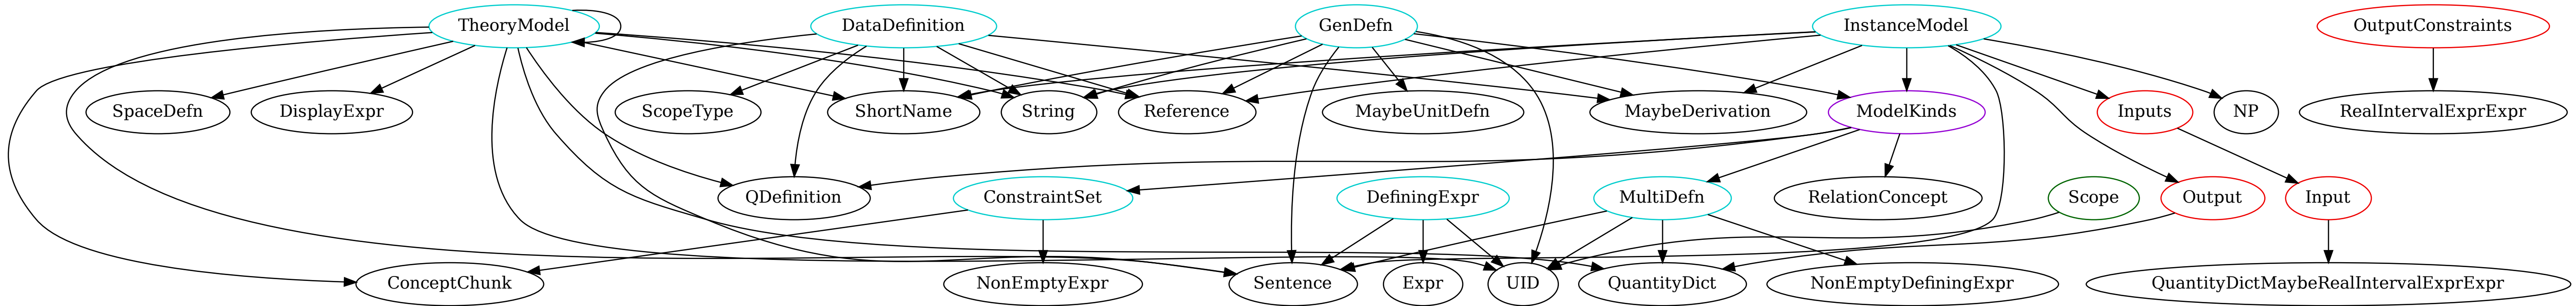 TheoryModel
DataDefinition
GenDefn
InstanceModel
OutputConstraints
SpaceDefn
DisplayExpr
ScopeType
ShortName
String
Reference
MaybeUnitDefn
MaybeDerivation
ModelKinds
Inputs
NP
RealIntervalExprExpr
QDefinition
ConstraintSet
DefiningExpr
MultiDefn
RelationConcept
Scope
Output
Input
ConceptChunk
NonEmptyExpr
Sentence
Expr
UID
QuantityDict
NonEmptyDefiningExpr
QuantityDictMaybeRealIntervalExprExpr